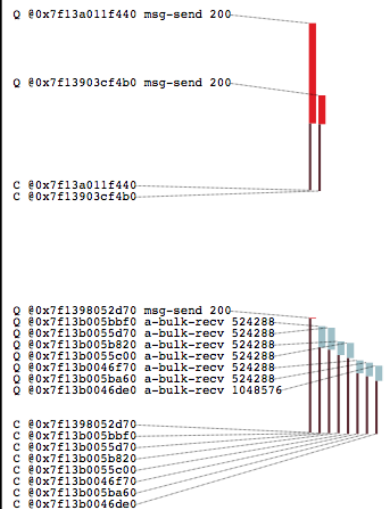 Q @0x7f13a011f440 msg-send 200
Q @0x7f13903cf4b0 msg-send 200
C @0x7f13a011f440
C @0x7f13903cf4b0
Q @0x7f1398052d70 msg-send 200
Q @0x7f13b005bbf0 a-bulk-recv 524288
Q @0x7f13b0055d70 a-bulk-recv 524288
Q @0x7f13b005b820 a-bulk-recv 524288
Q @0x7f13b0055c00 a-bulk-recv 524288
Q @0x7f13b0046f70 a-bulk-recv 524288
Q @0x7f13b005ba60 a-bulk-recv 524288
Q @0x7f13b0046de0 a-bulk-recv 1048576
C @0x7f1398052d70
C @0x7f13b005bbf0
C @0x7f13b0055d70
C @0x7f13b005b820
C @0x7f13b0055c00
C @0x7f13b0046f70
C @0x7f13b005ba60
C @0x7f13b0046de0